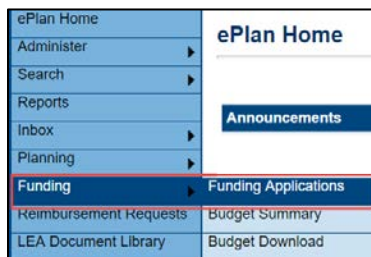 ePlan Home
Administer
Search
Reports
Inbox
Planning
Funding
Reimbursement Requests
LEA Document Library
ePlan Home
Announcements
Funding Applications
Budget Summary
Budget Download